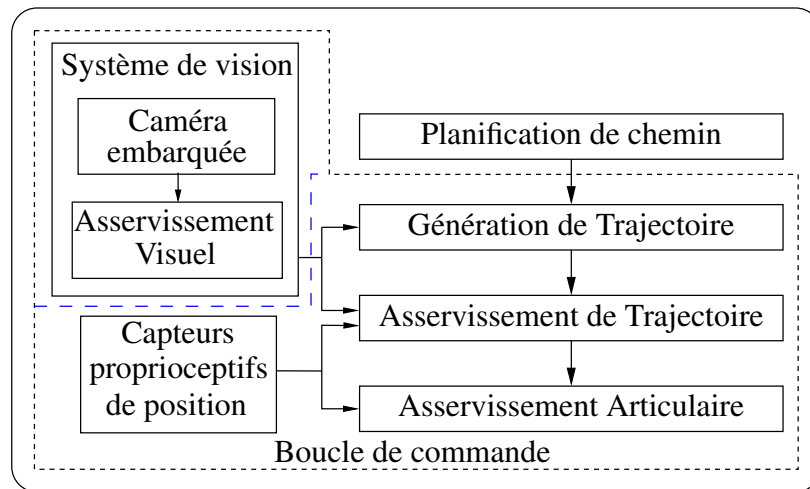 Système de vision
Caméra
embarquée
Asservissement
Visuel
Planification de chemin
Génération de Trajectoire
Asservissement de Trajectoire
Asservissement Articulaire
Capteurs
proprioceptifs
de position
Boucle de commande